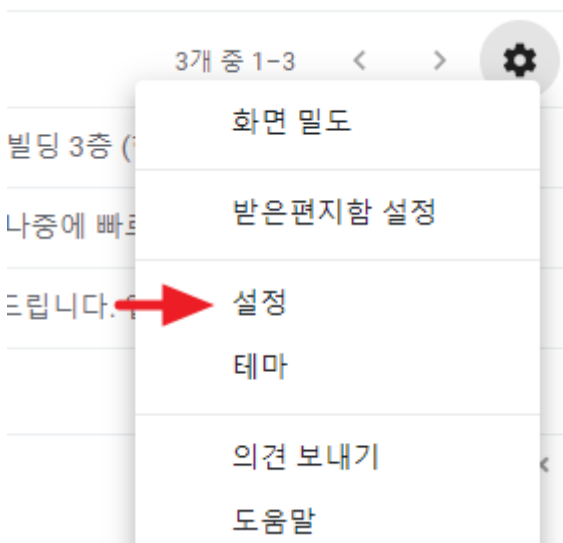 3개 중 1–3
화면 밀도
빌딩 3층 (
받은편지함 설정
나중에 빠르
설정
드립니다.
테마
의견 보내기
도움말